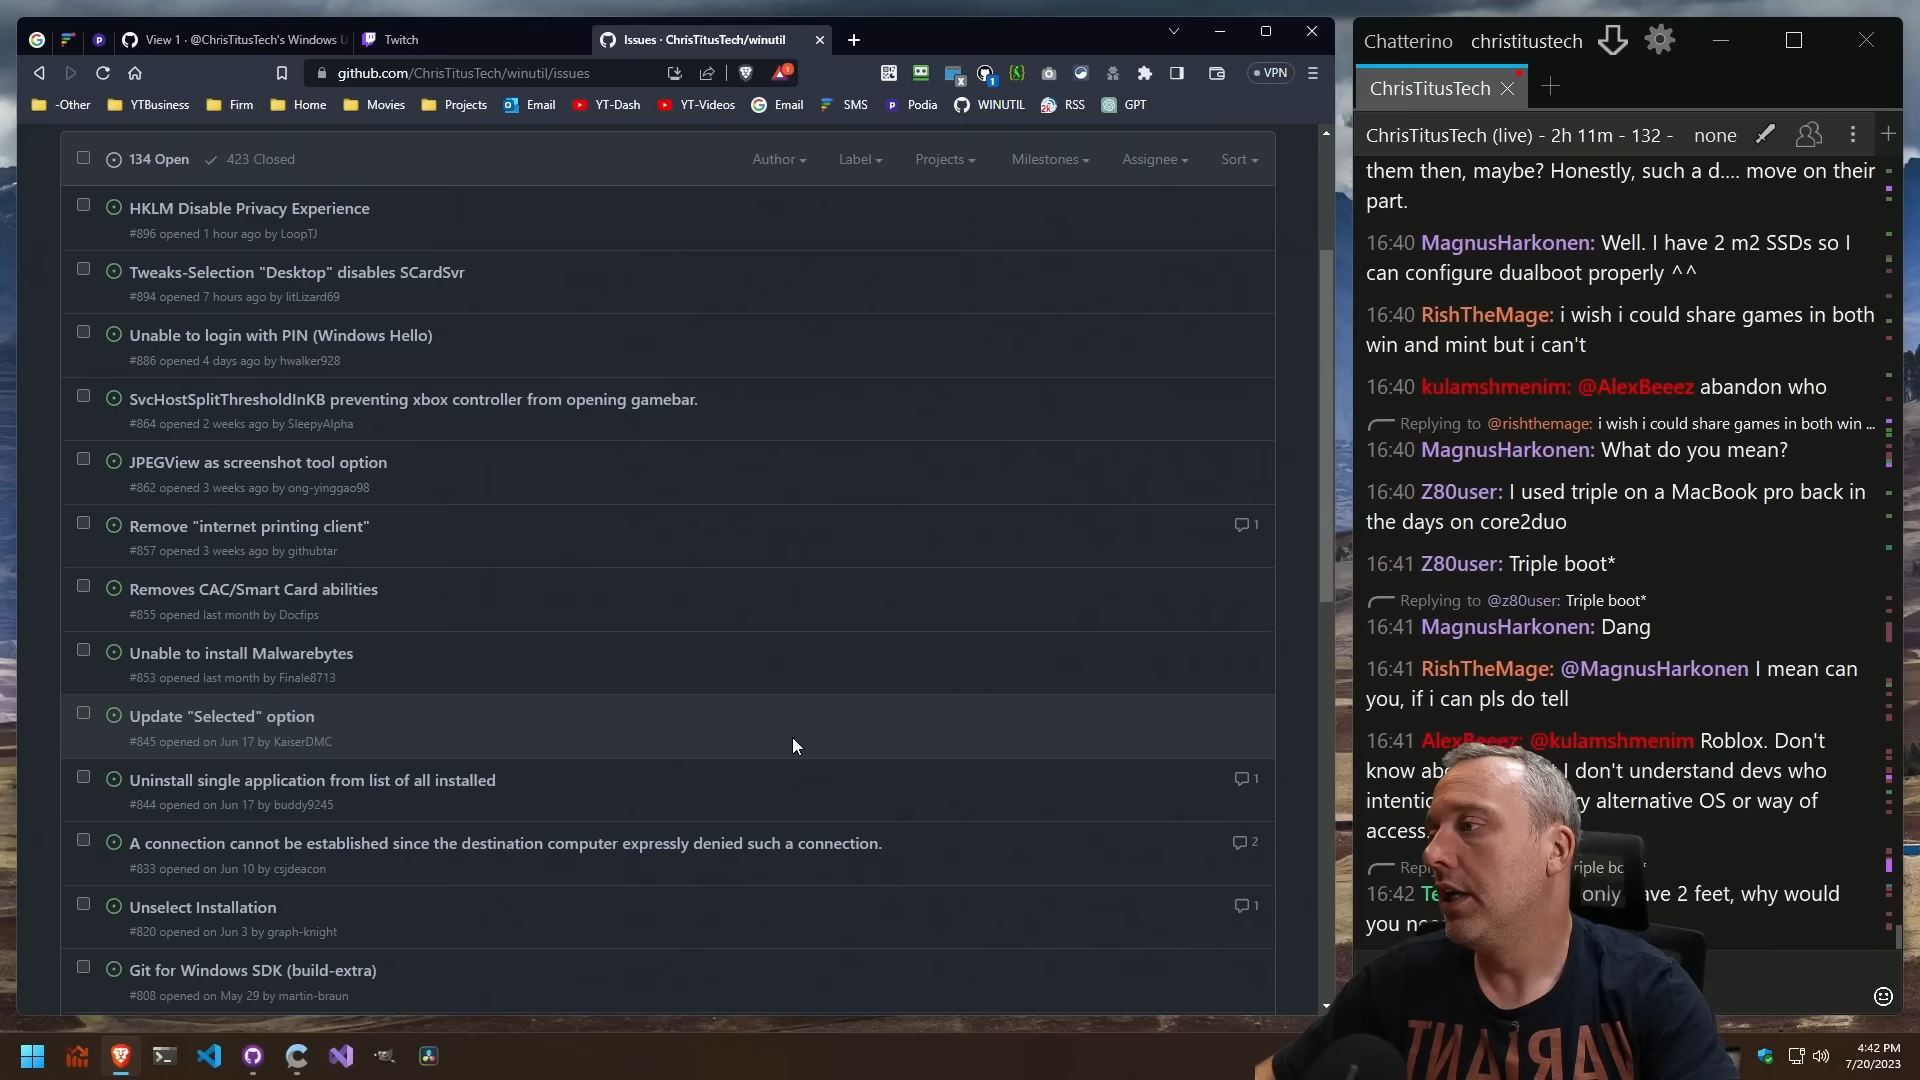 View 1 · @ChrisTitusTech's Windows U
Twitch
Issues · ChrisTitusTech/winutil
github.com/ChrisTitusTech/winutil/issues
VPN
-Other
YTBusiness
Firm
Home
Movies
Projects
Email
YT-Dash
YT-Videos
Email
SMS
Podia
WINUTIL
RSS
GPT
134 Open
423 Closed
Author
Label
Projects
Milestones
Assignee
Sort
HKLM Disable Privacy Experience
#896 opened 1 hour ago by LoopTJ
Tweaks-Selection "Desktop" disables SCardSvr
#894 opened 7 hours ago by litLizard69
Unable to login with PIN (Windows Hello)
#886 opened 4 days ago by hwalker928
SvcHostSplitThresholdInKB preventing xbox controller from opening gamebar.
#864 opened 2 weeks ago by SleepyAlpha
JPEGView as screenshot tool option
#862 opened 3 weeks ago by ong-yinggao98
Remove "internet printing client"
1
#857 opened 3 weeks ago by githubtar
Removes CAC/Smart Card abilities
#855 opened last month by Docfips
Unable to install Malwarebytes
#853 opened last month by Finale8713
Update "Selected" option
#845 opened on Jun 17 by KaiserDMC
Uninstall single application from list of all installed
1
#844 opened on Jun 17 by buddy9245
A connection cannot be established since the destination computer expressly denied such a connection.
2
#833 opened on Jun 10 by csjdeacon
Unselect Installation
1
#820 opened on Jun 3 by graph-knight
Git for Windows SDK (build-extra)
#808 opened on May 29 by martin-braun
Chatterino
christitustech
ChrisTitusTech
ChrisTitusTech (live) - 2h 11m - 132 -
none
them then, maybe? Honestly, such a d.... move on their
part.
16:40 MagnusHarkonen: Well. I have 2 m2 SSDs so I
can configure dualboot properly ^^
16:40 RishTheMage: i wish i could share games in both
win and mint but i can't
16:40 kulamshmenim: @AlexBeeez abandon who
Replying to @rishthemage: i wish i could share games in both win ...
16:40 MagnusHarkonen: What do you mean?
16:40 Z80user: I used triple on a MacBook pro back in
the days on core2duo
16:41 Z80user: Triple boot*
Replying to @z80user: Triple boot*
16:41 MagnusHarkonen: Dang
16:41 RishTheMage: @MagnusHarkonen I mean can
you, if i can pls do tell
16:41 AlexBeeez: @kulamshmenim Roblox. Don't
know I don't understand devs who
alternative OS or way of
access.
16:42 only 2 feet, why would
you
4:42 PM
7/20/2023